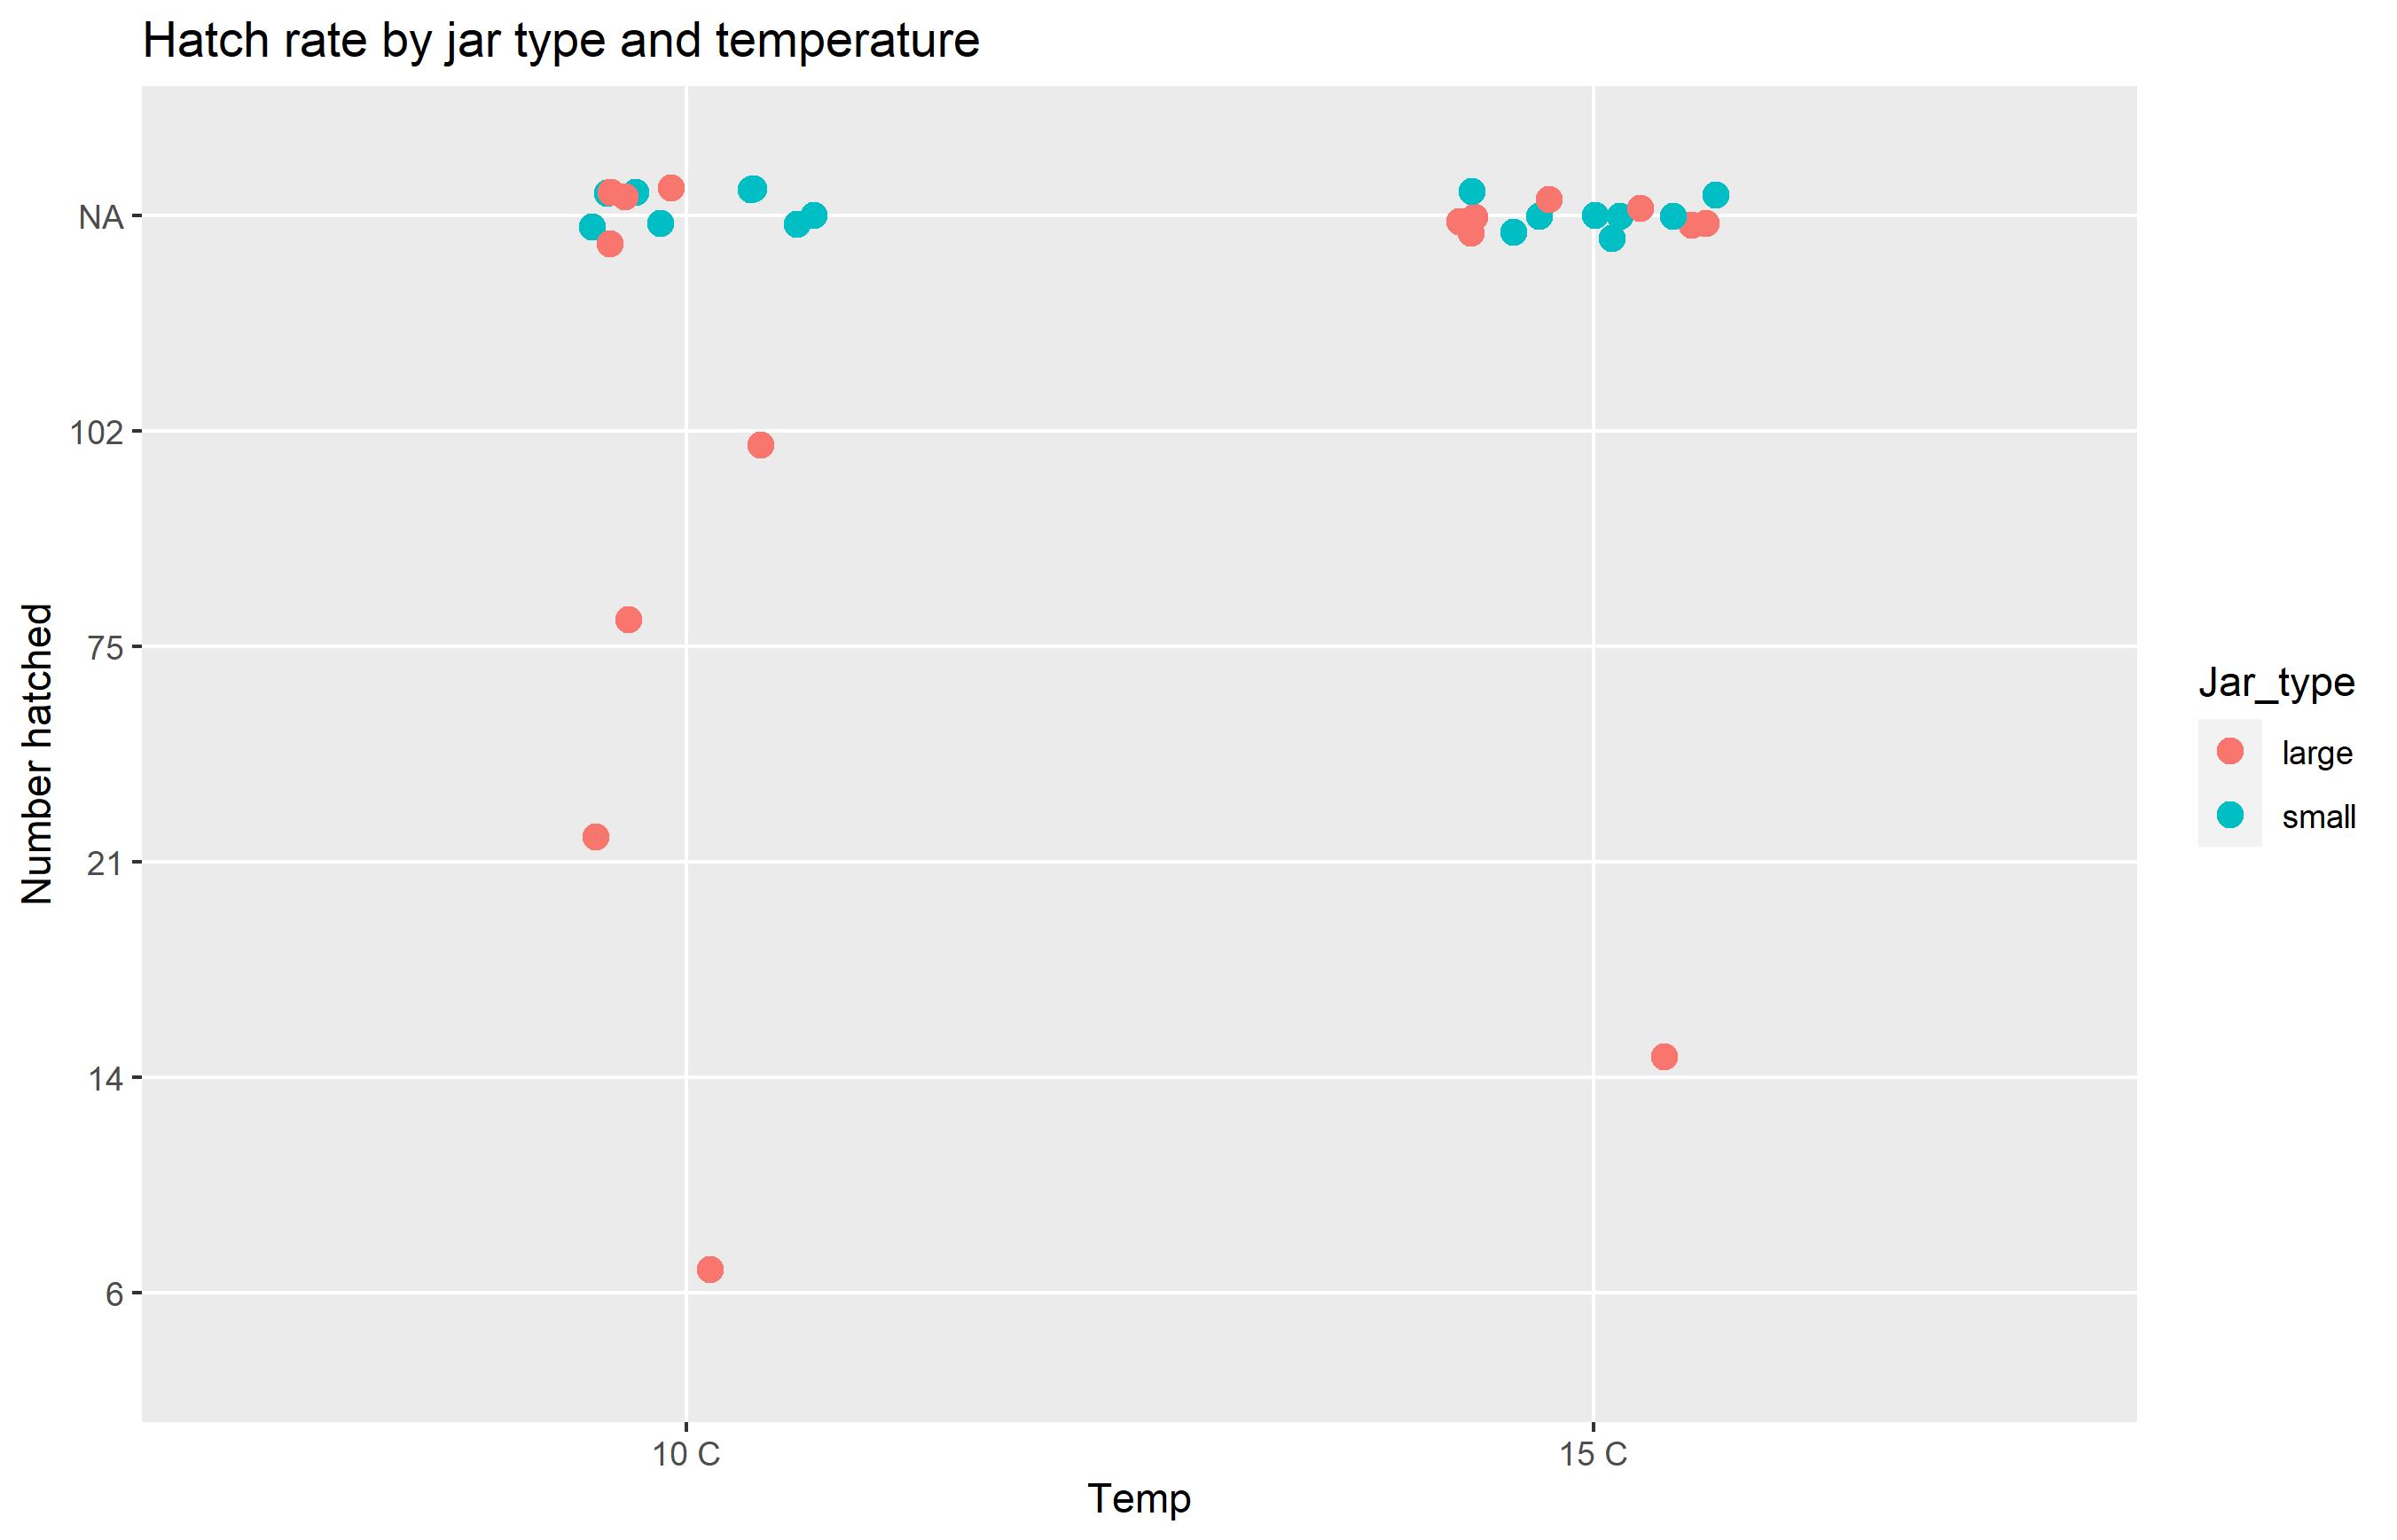 Hatch rate by jar type and temperature
Number hatched
NA
102
75
21
14
6
10 C
15 C
Temp
Jar_type
large
small